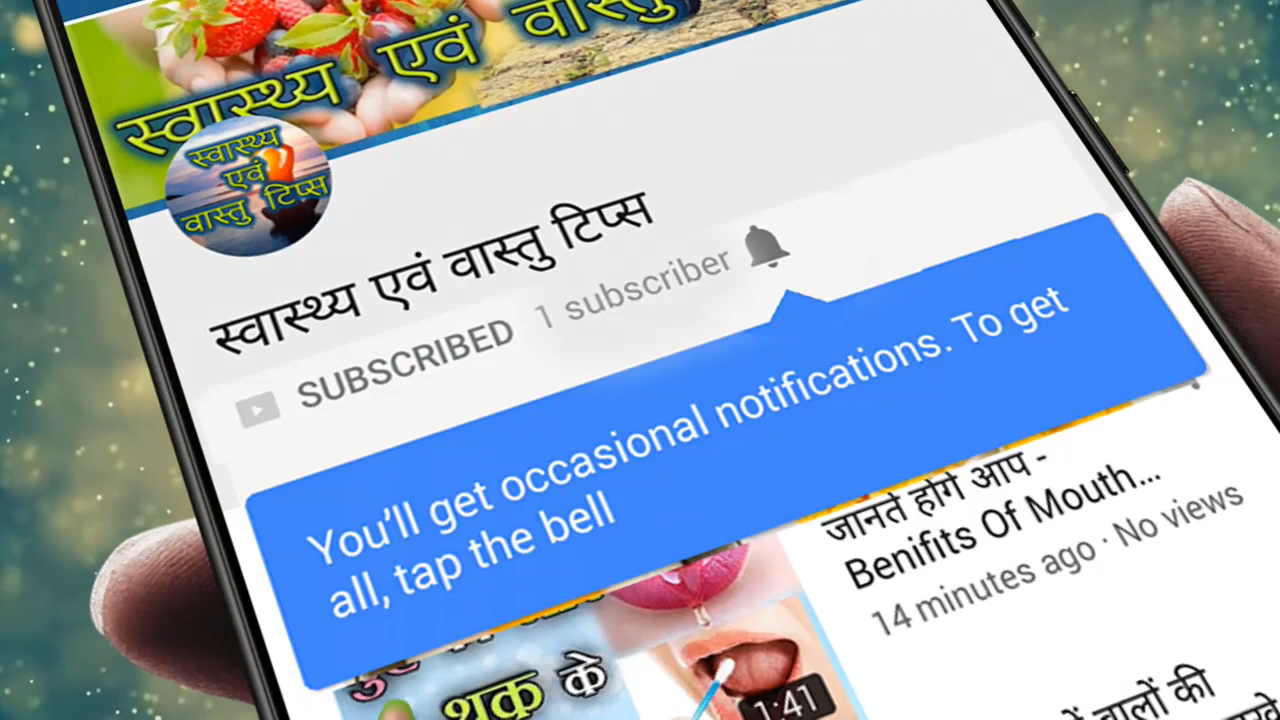 स्वास्थ्य एवं वास्तु
स्वास्थ्य
एवं
वास्तु टिप्स
स्वास्थ्य एवं वास्तु टिप्स
SUBSCRIBED 1 subscriber
You'll get occasional notifications. To get
all, tap the bell
जानते होंगे आप -
Benifits Of Mouth...
14 minutes ago · No views
थूक के
1:41
बालों की